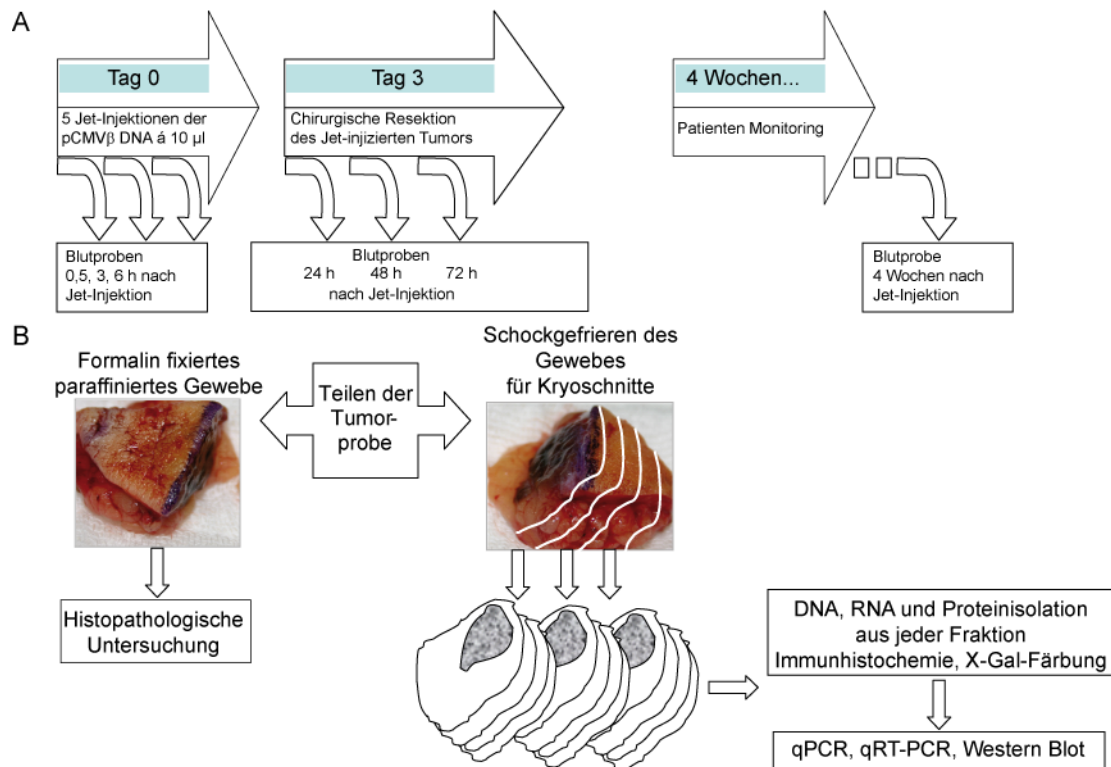 A
Tag 0
5 Jet-Injektionen der
pCMVβ DNA á 10 µl
Blutproben
0,5, 3, 6 h nach
Jet-Injektion
Tag 3
Chirurgische Resektion
des Jet-injizierten Tumors
Blutproben
24 h 48 h 72 h
nach Jet-Injektion
4 Wochen...
Patienten Monitoring
Blutprobe
4 Wochen nach
Jet-Injektion
B
Formalin fixiertes
paraffiniertes Gewebe
Teilen der
Tumor-
probe
Schockgefrieren des
Gewebes
für Kryoschnitte
Histopathologische
Untersuchung
DNA, RNA und Proteinisolation
aus jeder Fraktion
Immunhistochemie, X-Gal-Färbung
qPCR, qRT-PCR, Western Blot